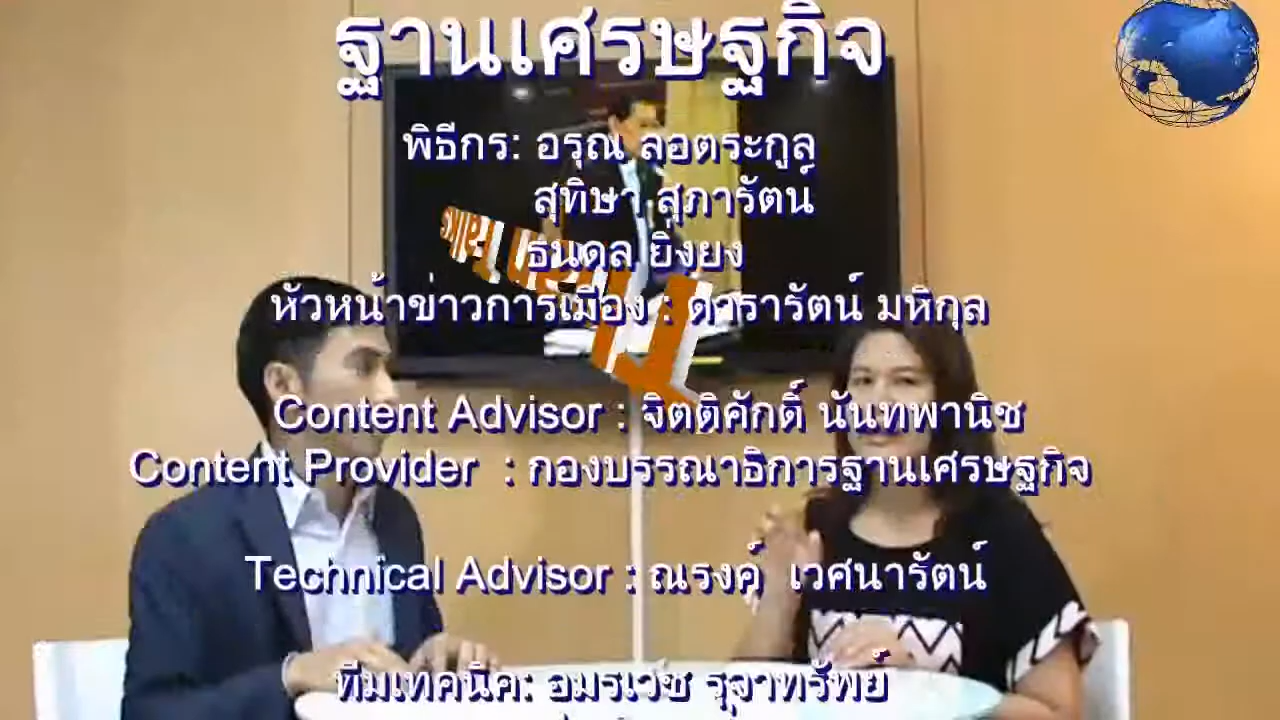 ฐานเศรษฐกิจ
พิธีกร: อรุณ ลอตระกูล
สุทิษา สุภารัตน์
ธนดล ยิ่งยง
หัวหน้าข่าวการเมือง : ดารารัตน์ มหิกุล
Content Advisor : จิตติศักดิ์ นันทพานิช
Content Provider : กองบรรณาธิการฐานเศรษฐกิจ
Technical Advisor : ณรงค์ เวศนารัตน์
ทีมเทคนิค: อมรเวช รุจาทรัพย์